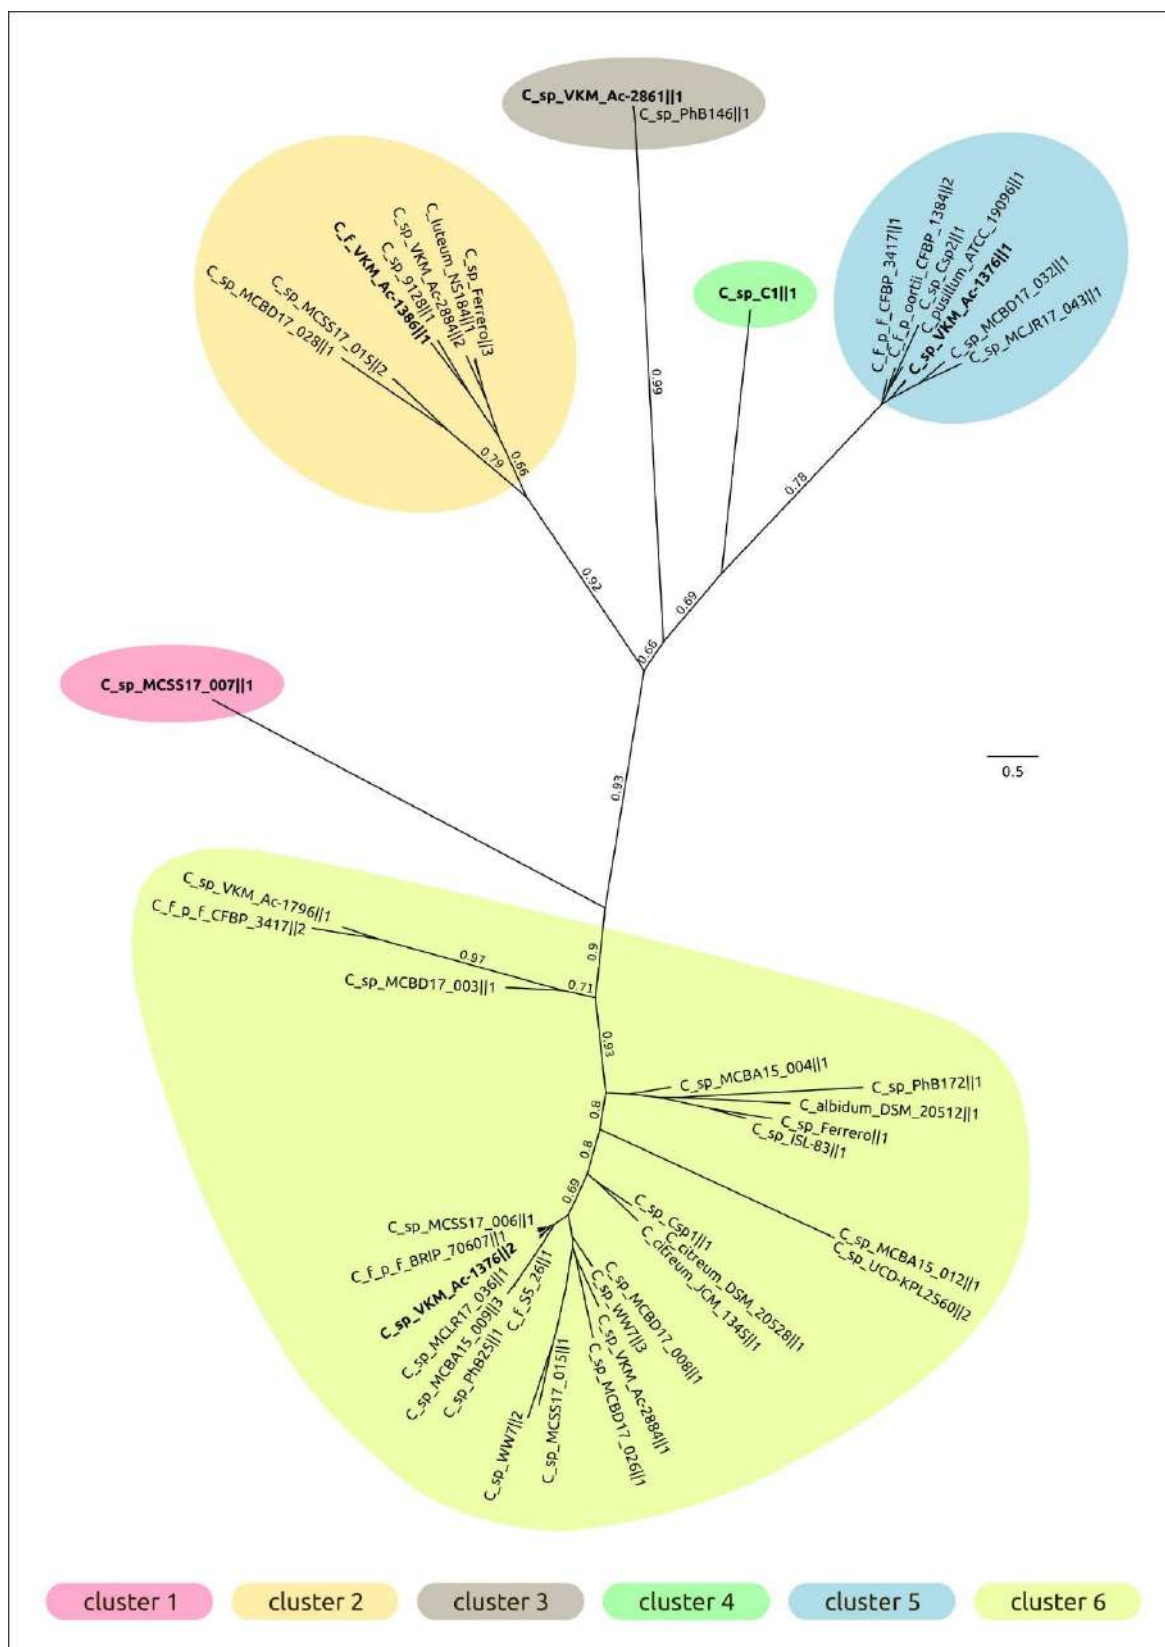 C_sp_VKM_Ac-2861||1
C_sp_PhB146||1
C_sp_MCBD17_028||1
C_sp_MCSS17_015||2
C_f_VKM_Ac-1386||1
C_sp_9128||1
C_sp_VKM_Ac-2884||2
C_luteum_NS184||1
C_sp_Ferrero||3
C_sp_C1||1
C_f_p_f_CFBP_3417||1
C_f_p_oortii_CFBP_1384||2
C_sp_Csp2||1
C_pusillum_ATCC_19096||1
C_sp_VKM_Ac-1376||1
C_sp_MCBD17_032||1
C_sp_MCJR17_043||1
0.99
0.79
0.66
0.78
0.92
0.69
0.66
C_sp_MCSS17_007||1
0.93
0.5
C_sp_VKM_Ac-1796||1
C_f_p_f_CFBP_3417||2
0.97
0.9
C_sp_MCBD17_003||1
0.71
0.93
C_sp_MCBA15_004||1
C_sp_PhB172||1
C_albidum_DSM_20512||1
C_sp_Ferrero||1
C_sp_ISL-83||1
0.8
0.8
0.69
C_sp_MCBA15_012||1
C_sp_UCD-KPL2560||2
C_sp_Csp1||1
C_citreum_DSM_20528||1
C_citreum_JCM_1345||1
C_sp_MCSS17_006||1
C_f_p_f_BRIP_70607||1
C_sp_VKM_Ac-1376||2
C_sp_MCLR17_036||1
C_sp_MCBA15_009||3
C_sp_PhB25||1
C_f_S5_26||1
C_sp_WW7||2
C_sp_MCSS17_015||1
C_sp_MCBD17_026||1
C_sp_VKM_Ac-2884||1
C_sp_WW7||3
C_sp_MCBD17_008||1
cluster 1
cluster 2
cluster 3
cluster 4
cluster 5
cluster 6